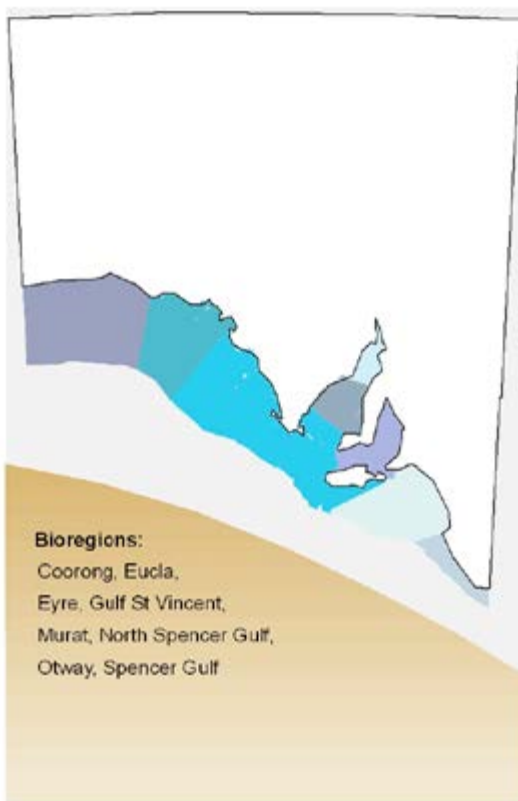 Bioregions:
Coorong, Eucla,
Eyre, Gulf St Vincent,
Murat, North Spencer Gulf,
Otway, Spencer Gulf